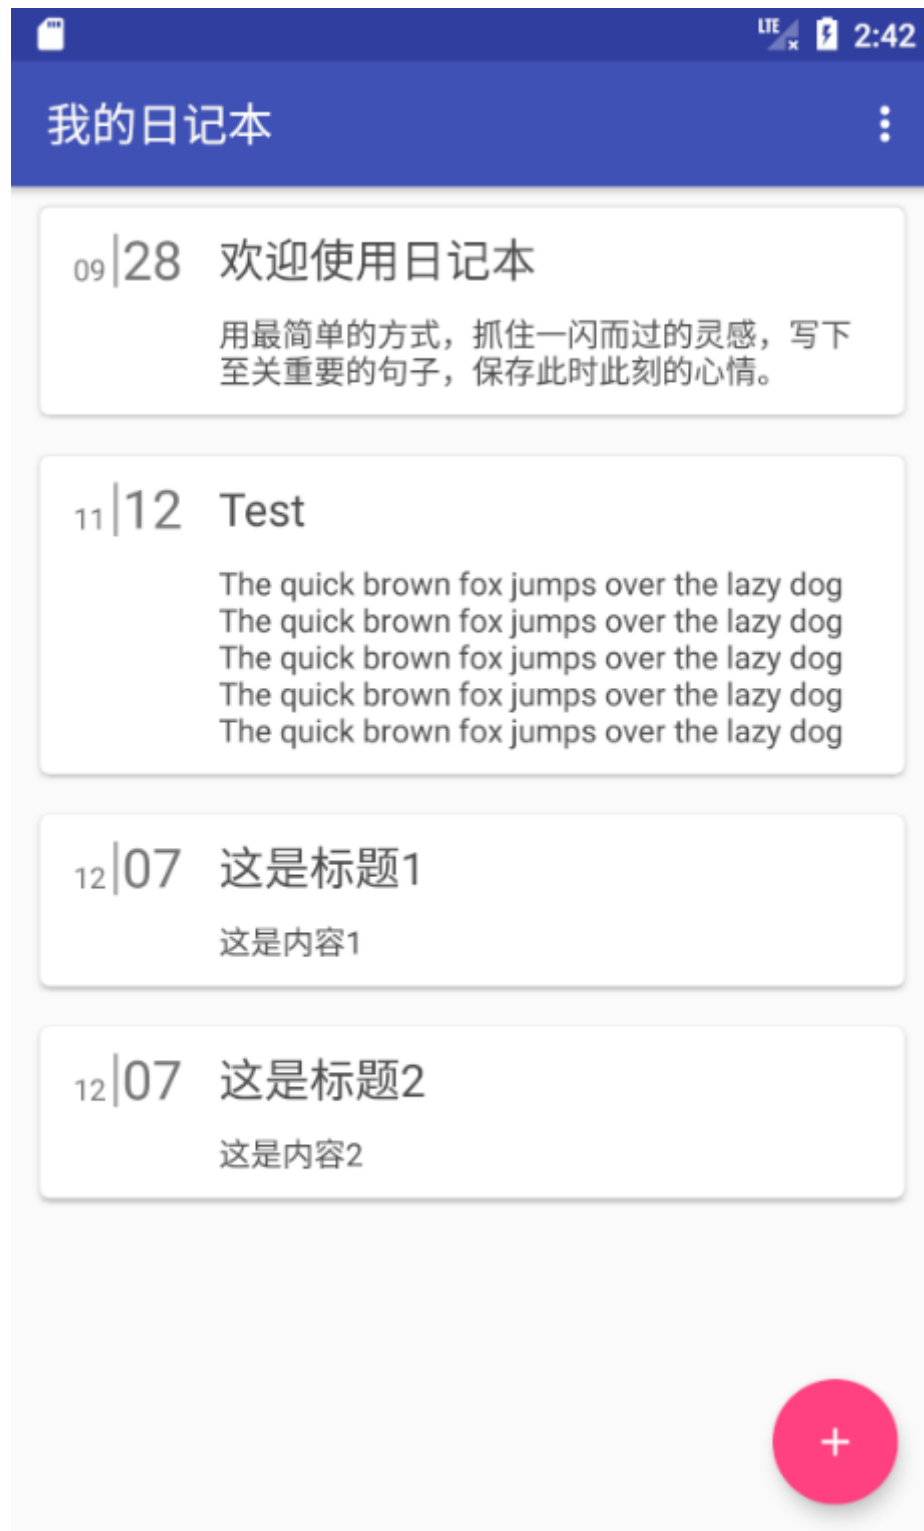 LTE 2:42
我的日记本
09 28 欢迎使用日记本
用最简单的方式，抓住一闪而过的灵感，写下
至关重要的句子，保存此时此刻的心情。
11 12 Test
The quick brown fox jumps over the lazy dog
The quick brown fox jumps over the lazy dog
The quick brown fox jumps over the lazy dog
The quick brown fox jumps over the lazy dog
The quick brown fox jumps over the lazy dog
12 07 这是标题1
这是内容1
12 07 这是标题2
这是内容2